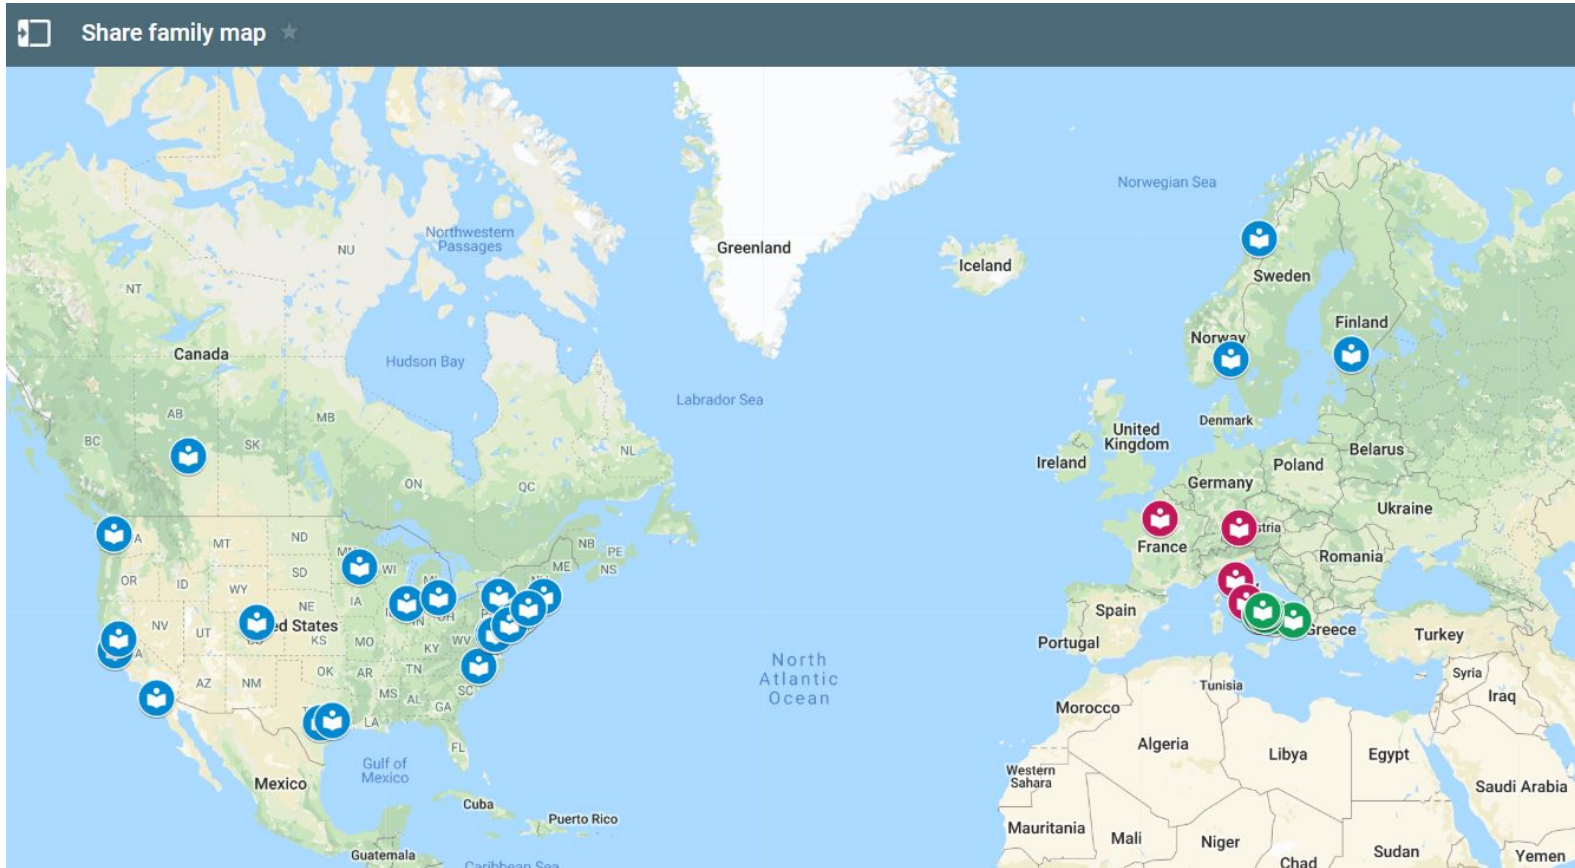 Share family map
Norwegian Sea
Northwestern
Passages
NU
Greenland
Iceland
Sweden
NT
Finland
Norway
Canada
Hudson Bay
Labrador Sea
AB
MB
Denmark
BC
SK
United
Kingdom
NL
Belarus
Ireland
Poland
ON
QC
Germany
Ukraine
MT
ND
NB
PE
France
Romania
ME
NS
WI
OR
ID
SD
WY
IA
NE
Spain
NV
UT
KS
MO
WV
Greece
Turkey
KY
Portugal
North
Atlantic
Ocean
OK
AR
TN
Syria
AZ
NM
SC
Tunisia
MS
AL
GA
Iraq
Morocco
LA
Algeria
Libya
Egypt
FL
Gulf of
Mexico
Western
Sahara
Mexico
Saudi Arabia
Cuba
Puerto Rico
Mauritania
Mali
Niger
Sudan
Guatemala
Caribbean Sea
Chad
Yemen